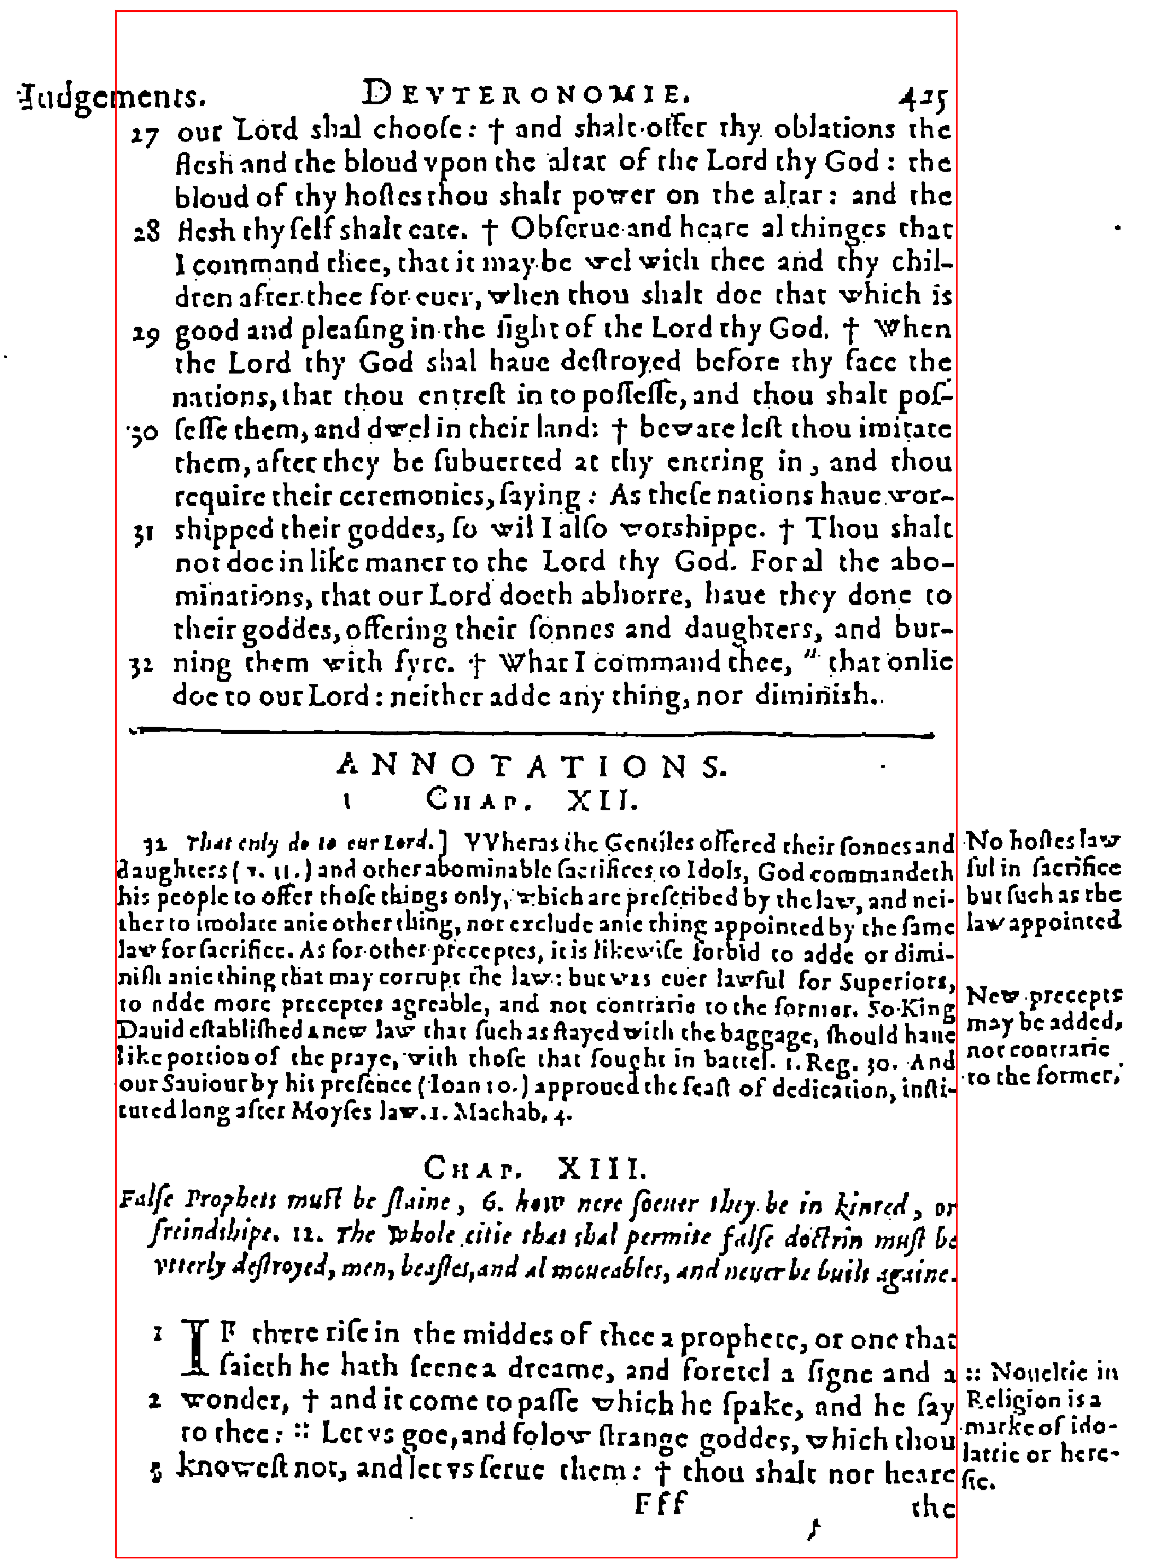 Iudgements. DEVTERONOMIE. 425
27 our Lord shal chooſe: † and shalt offer thy oblations the
flesh and the bloud vpon the altar of the Lord thy God: the
bloud of thy hoſtes thou shalt power on the altar: and the
28 flesh thy ſelf shalt eate. † Obſerue and heare al thinges that
I command thee, that it may be wel with thee and thy chil-
dren after thee for euer, when thou shalt doe that which is
29 good and pleaſing in the ſight of the Lord thy God. † When
the Lord thy God shal haue deſtroyed before thy face the
nations, that thou entreſt in to poſſeſſe, and thou shalt poſ-
30 ſeſſe them, and dwel in their land: † beware leſt thou imitate
them, after they be ſubuerted at thy entring in, and thou
require their ceremonies, ſaying: As theſe nations haue wor-
31 shipped their goddes, ſo wil I alſo worshippe. † Thou shalt
not doe in like maner to the Lord thy God. For al the abo-
minations, that our Lord doeth abhorre, haue they done to
their goddes, offering their ſonnes and daughters, and bur-
32 ning them with fyre. † What I command thee, " that onlie
doe to our Lord: neither adde any thing, nor diminish.
ANNOTATIONS.
CHAP. XII.
32 That only do to our Lord.] VVheras the Gentiles offered their ſonnes and
daughters (v. 31.) and other abominable ſacrifices to Idols, God commandeth
his people to offer thoſe things only, which are preſcribed by the law, and nei-
ther to imolate anie other thing, nor exclude anie thing appointed by the ſame
law for ſacrifice. As for other preceptes, it is likewiſe forbid to adde or dimi-
niſh anie thing that may corrupt the law: but was euer lawful for Superiors,
to adde more preceptes agreable, and not contrarie to the former. So King
Dauid eſtabliſhed a new law that ſuch as ſtayed with the baggage, ſhould haue
like portion of the praye, with thoſe that fought in battel. 1. Reg. 30. And
our Sauiour by his preſence (Ioan 10.) approued the feaſt of dedication, inſti-
tuted long after Moyſes law. 1. Machab. 4.
No hoſtes law
ful in ſacrifice
but ſuch as the
law appointed
New precepts
may be added,
not contrarie
to the former.
CHAP. XIII.
Falſe Prophets muſt be ſlaine, 6. how nere ſoeuer they be in kinred, or
freindshipe. 12. The whole citie that shal permite falſe doctrin muſt be
vtterly deſtroyed, men, beaſtes, and al moueables, and neuer be built againe.
1 IF there riſe in the middes of thee a prophete, or one that
ſaieth he hath ſeene a dreame, and foretel a ſigne and a
2 wonder, † and it come to paſſe which he ſpake, and he ſay
to thee: :: Let vs goe, and folow ſtrange goddes, which thou
3 knoweſt not, and let vs ſerue them: † thou shalt not heare
:: Noueltie in
Religion is a
marke of ido-
latrie or here-
ſie.
Fff the